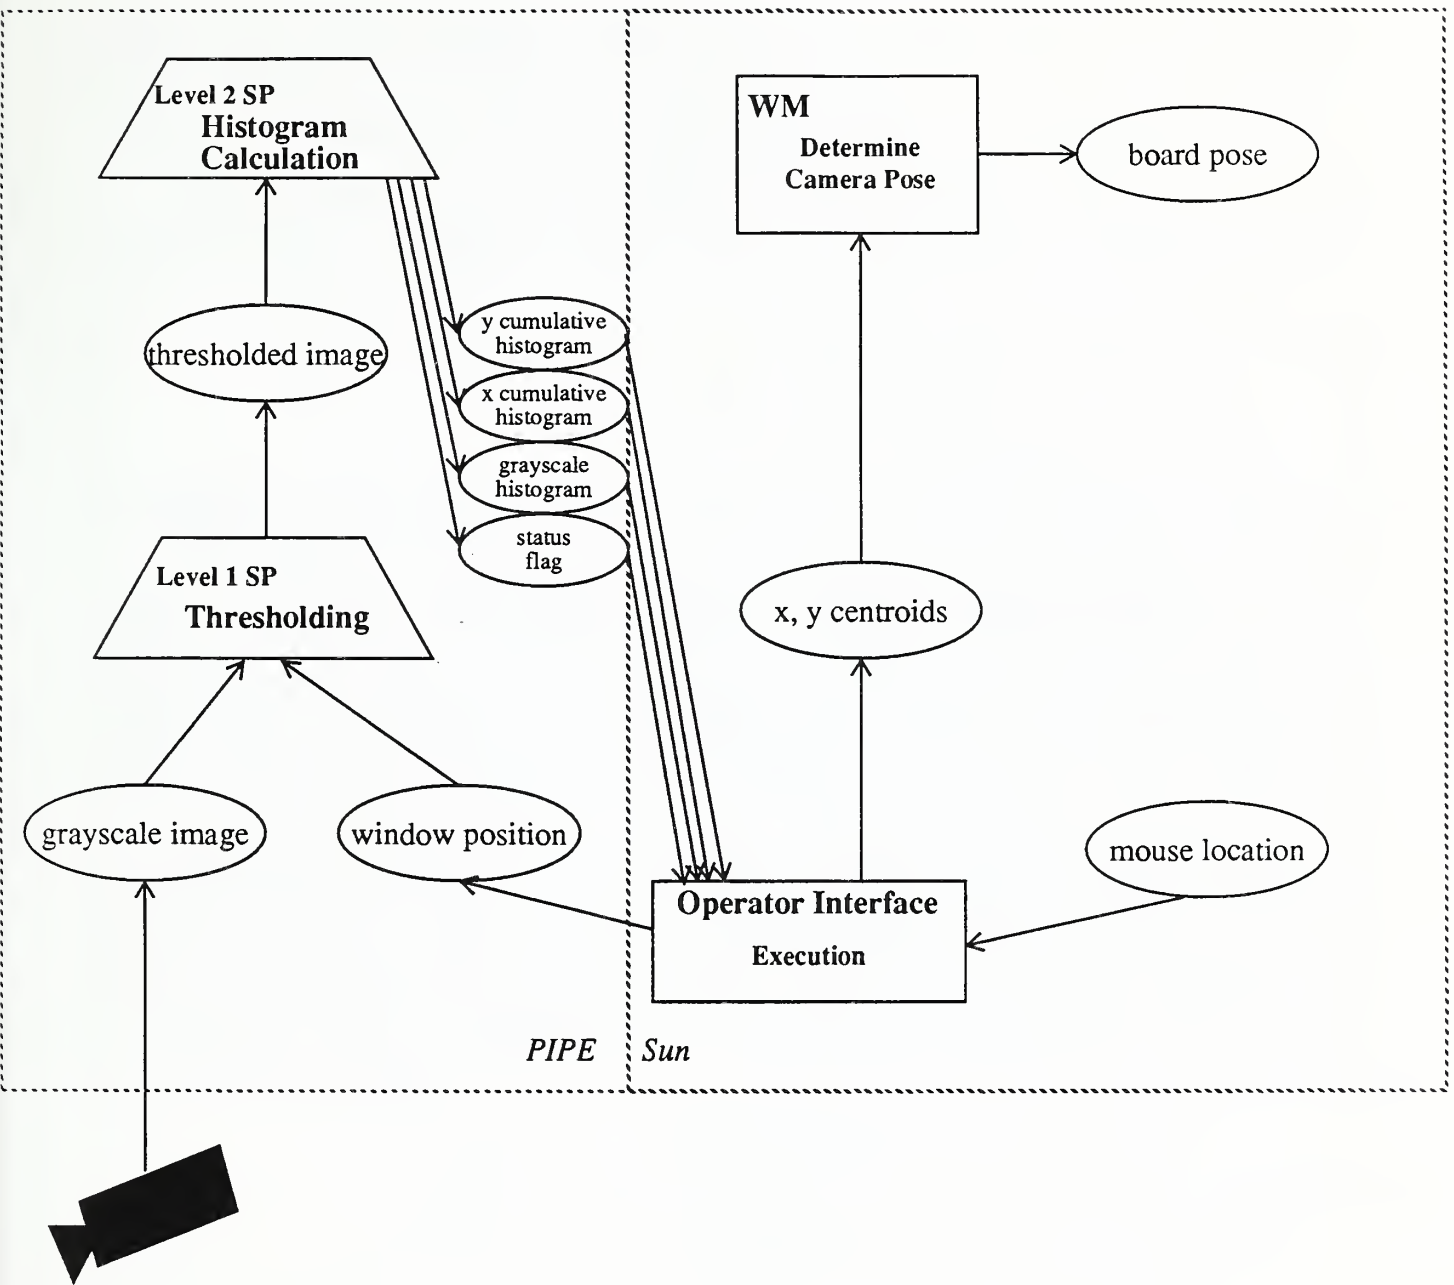 Level 2 SP
Histogram
Calculation
WM
Determine
Camera Pose
board pose
y cumulative
histogram
thresholded image
x cumulative
histogram
grayscale
histogram
status
flag
Level 1 SP
Thresholding
x, y centroids
grayscale image
window position
mouse location
Operator Interface
Execution
PIPE
Sun